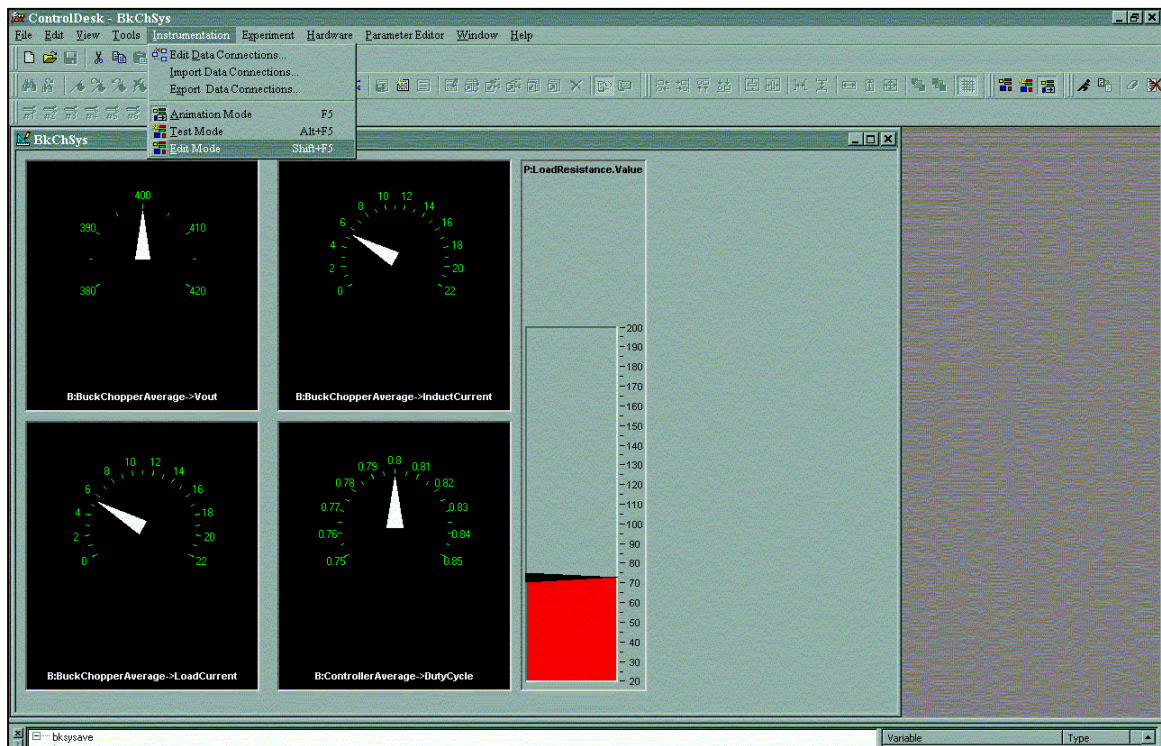 ControlDesk - BkChSys
File Edit View Tools Instrumentation Experiment Hardware Parameter Editor Window Help
Edit Data Connections...
Import Data Connections...
Export Data Connections...
Animation Mode F5
Test Mode Alt+F5
Edit Mode Shift+F5
#1 #2 #3 #4 #5 #6
BkChSys
380 390 400 410 420
B:BuckChopperAverage->Vout
0 2 4 6 8 10 12 14 16 18 20 22
B:BuckChopperAverage->InductCurrent
P:LoadResistance.Value
200
190
180
170
160
150
140
130
120
110
100
90
80
70
60
50
40
30
20
0 2 4 6 8 10 12 14 16 18 20 22
B:BuckChopperAverage->LoadCurrent
0.75 0.76 0.77 0.78 0.79 0.8 0.81 0.82 0.83 0.84 0.85
B:ControllerAverage->DutyCycle
bksysave
Variable Type